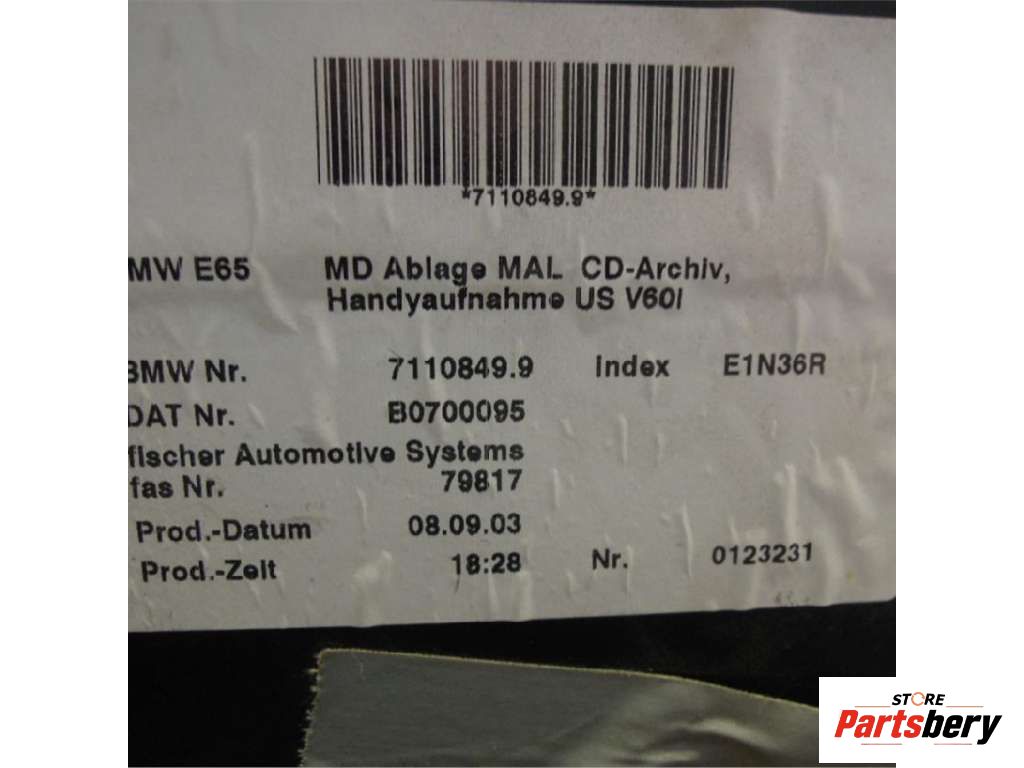 *7110849.9*
MW E65 MD Ablage MAL CD-Archiv,
Handyaufnahme US V60I
BMW Nr. 7110849.9 Index E1N36R
DAT Nr. B0700095
fischer Automotive Systems
fas Nr. 79817
Prod.-Datum 08.09.03
Prod.-Zeit 18:28 Nr. 0123231
STORE
Partsbery